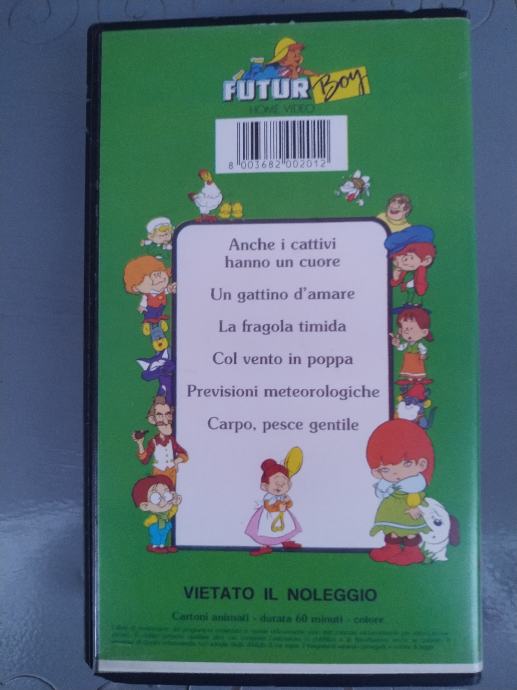 FUTUR Boy
HOME VIDEO
8 003682 002012
Anche i cattivi
hanno un cuore
Un gattino d'amare
La fragola timida
Col vento in poppa
Previsioni meteorologiche
Carpo, pesce gentile
VIETATO IL NOLEGGIO
Cartoni animati - durata 60 minuti - colore